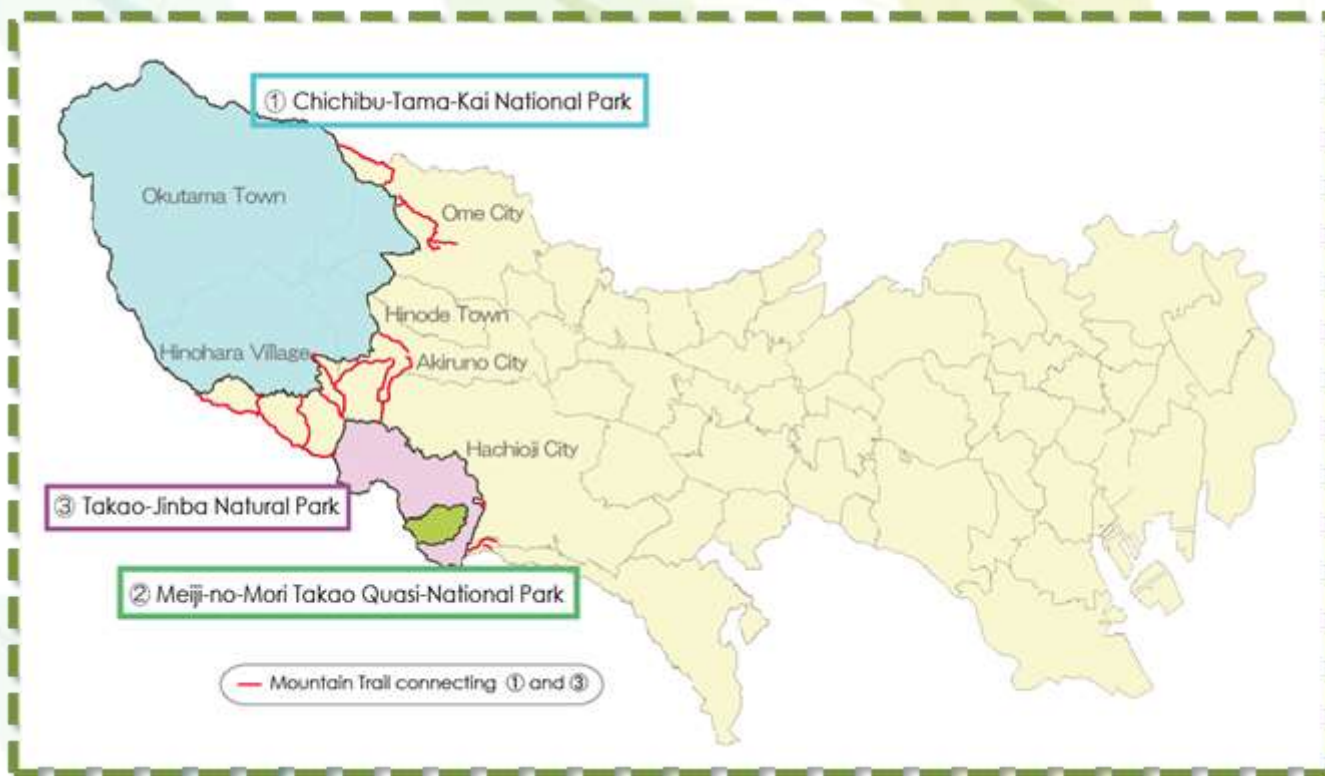 ① Chichibu-Tama-Kai National Park
Okutama Town
Ome City
Hinode Town
Hinohara Village
Akiruno City
Hachioji City
③ Takao-Jinba Natural Park
② Meiji-no-Mori Takao Quasi-National Park
Mountain Trail connecting ① and ③